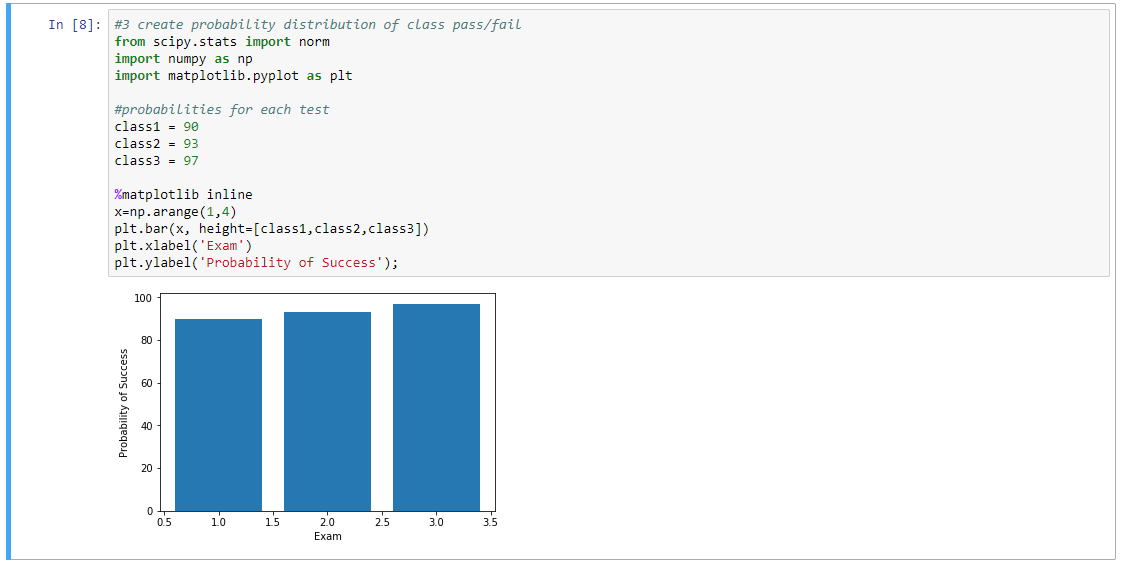 In [8]:
#3 create probability distribution of class pass/fail
from scipy.stats import norm
import numpy as np
import matplotlib.pyplot as plt
#probabilities for each test
class1 = 90
class2 = 93
class3 = 97
%matplotlib inline
x=np.arange(1,4)
plt.bar(x, height=[class1,class2,class3])
plt.xlabel('Exam')
plt.ylabel('Probability of Success');
100
80
60
40
20
0
Probability of Success
0.5 1.0 1.5 2.0 2.5 3.0 3.5
Exam